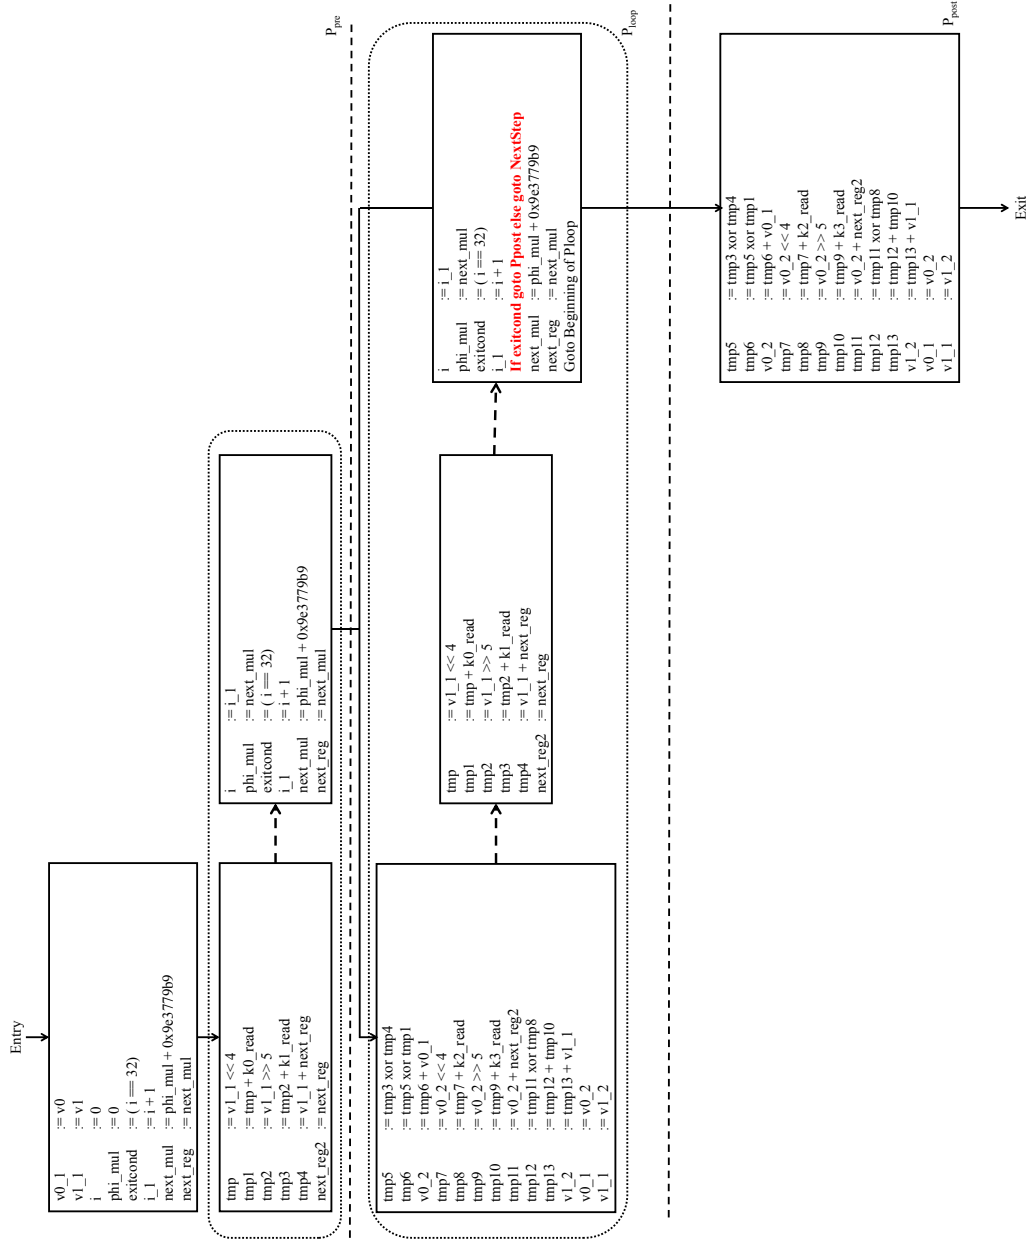 Entry
v0_1 := v0
v1_1 := v1
i := 0
phi_mul := 0
exitcond := ( i == 32)
i_1 := i + 1
next_mul := phi_mul + 0x9e3779b9
next_reg := next_mul
tmp := v1_1 << 4
tmp1 := tmp + k0_read
tmp2 := v1_1 >> 5
tmp3 := tmp2 + k1_read
tmp4 := v1_1 + next_reg
next_reg2 := next_reg
i := i_1
phi_mul := next_mul
exitcond := ( i == 32)
i_1 := i + 1
next_mul := phi_mul + 0x9e3779b9
next_reg := next_mul
Ppre
tmp5 := tmp3 xor tmp4
tmp6 := tmp5 xor tmp1
v0_2 := tmp6 + v0_1
tmp7 := v0_2 << 4
tmp8 := tmp7 + k2_read
tmp9 := v0_2 >> 5
tmp10 := tmp9 + k3_read
tmp11 := v0_2 + next_reg2
tmp12 := tmp11 xor tmp8
tmp13 := tmp12 + tmp10
v1_2 := tmp13 + v1_1
v0_1 := v0_2
v1_1 := v1_2
tmp := v1_1 << 4
tmp1 := tmp + k0_read
tmp2 := v1_1 >> 5
tmp3 := tmp2 + k1_read
tmp4 := v1_1 + next_reg
next_reg2 := next_reg
i := i_1
phi_mul := next_mul
exitcond := ( i == 32)
i_1 := i + 1
If exitcond goto Ppost else goto NextStep
next_mul := phi_mul + 0x9e3779b9
next_reg := next_mul
Goto Beginning of Ploop
Ploop
tmp5 := tmp3 xor tmp4
tmp6 := tmp5 xor tmp1
v0_2 := tmp6 + v0_1
tmp7 := v0_2 << 4
tmp8 := tmp7 + k2_read
tmp9 := v0_2 >> 5
tmp10 := tmp9 + k3_read
tmp11 := v0_2 + next_reg2
tmp12 := tmp11 xor tmp8
tmp13 := tmp12 + tmp10
v1_2 := tmp13 + v1_1
v0_1 := v0_2
v1_1 := v1_2
Ppost
Exit